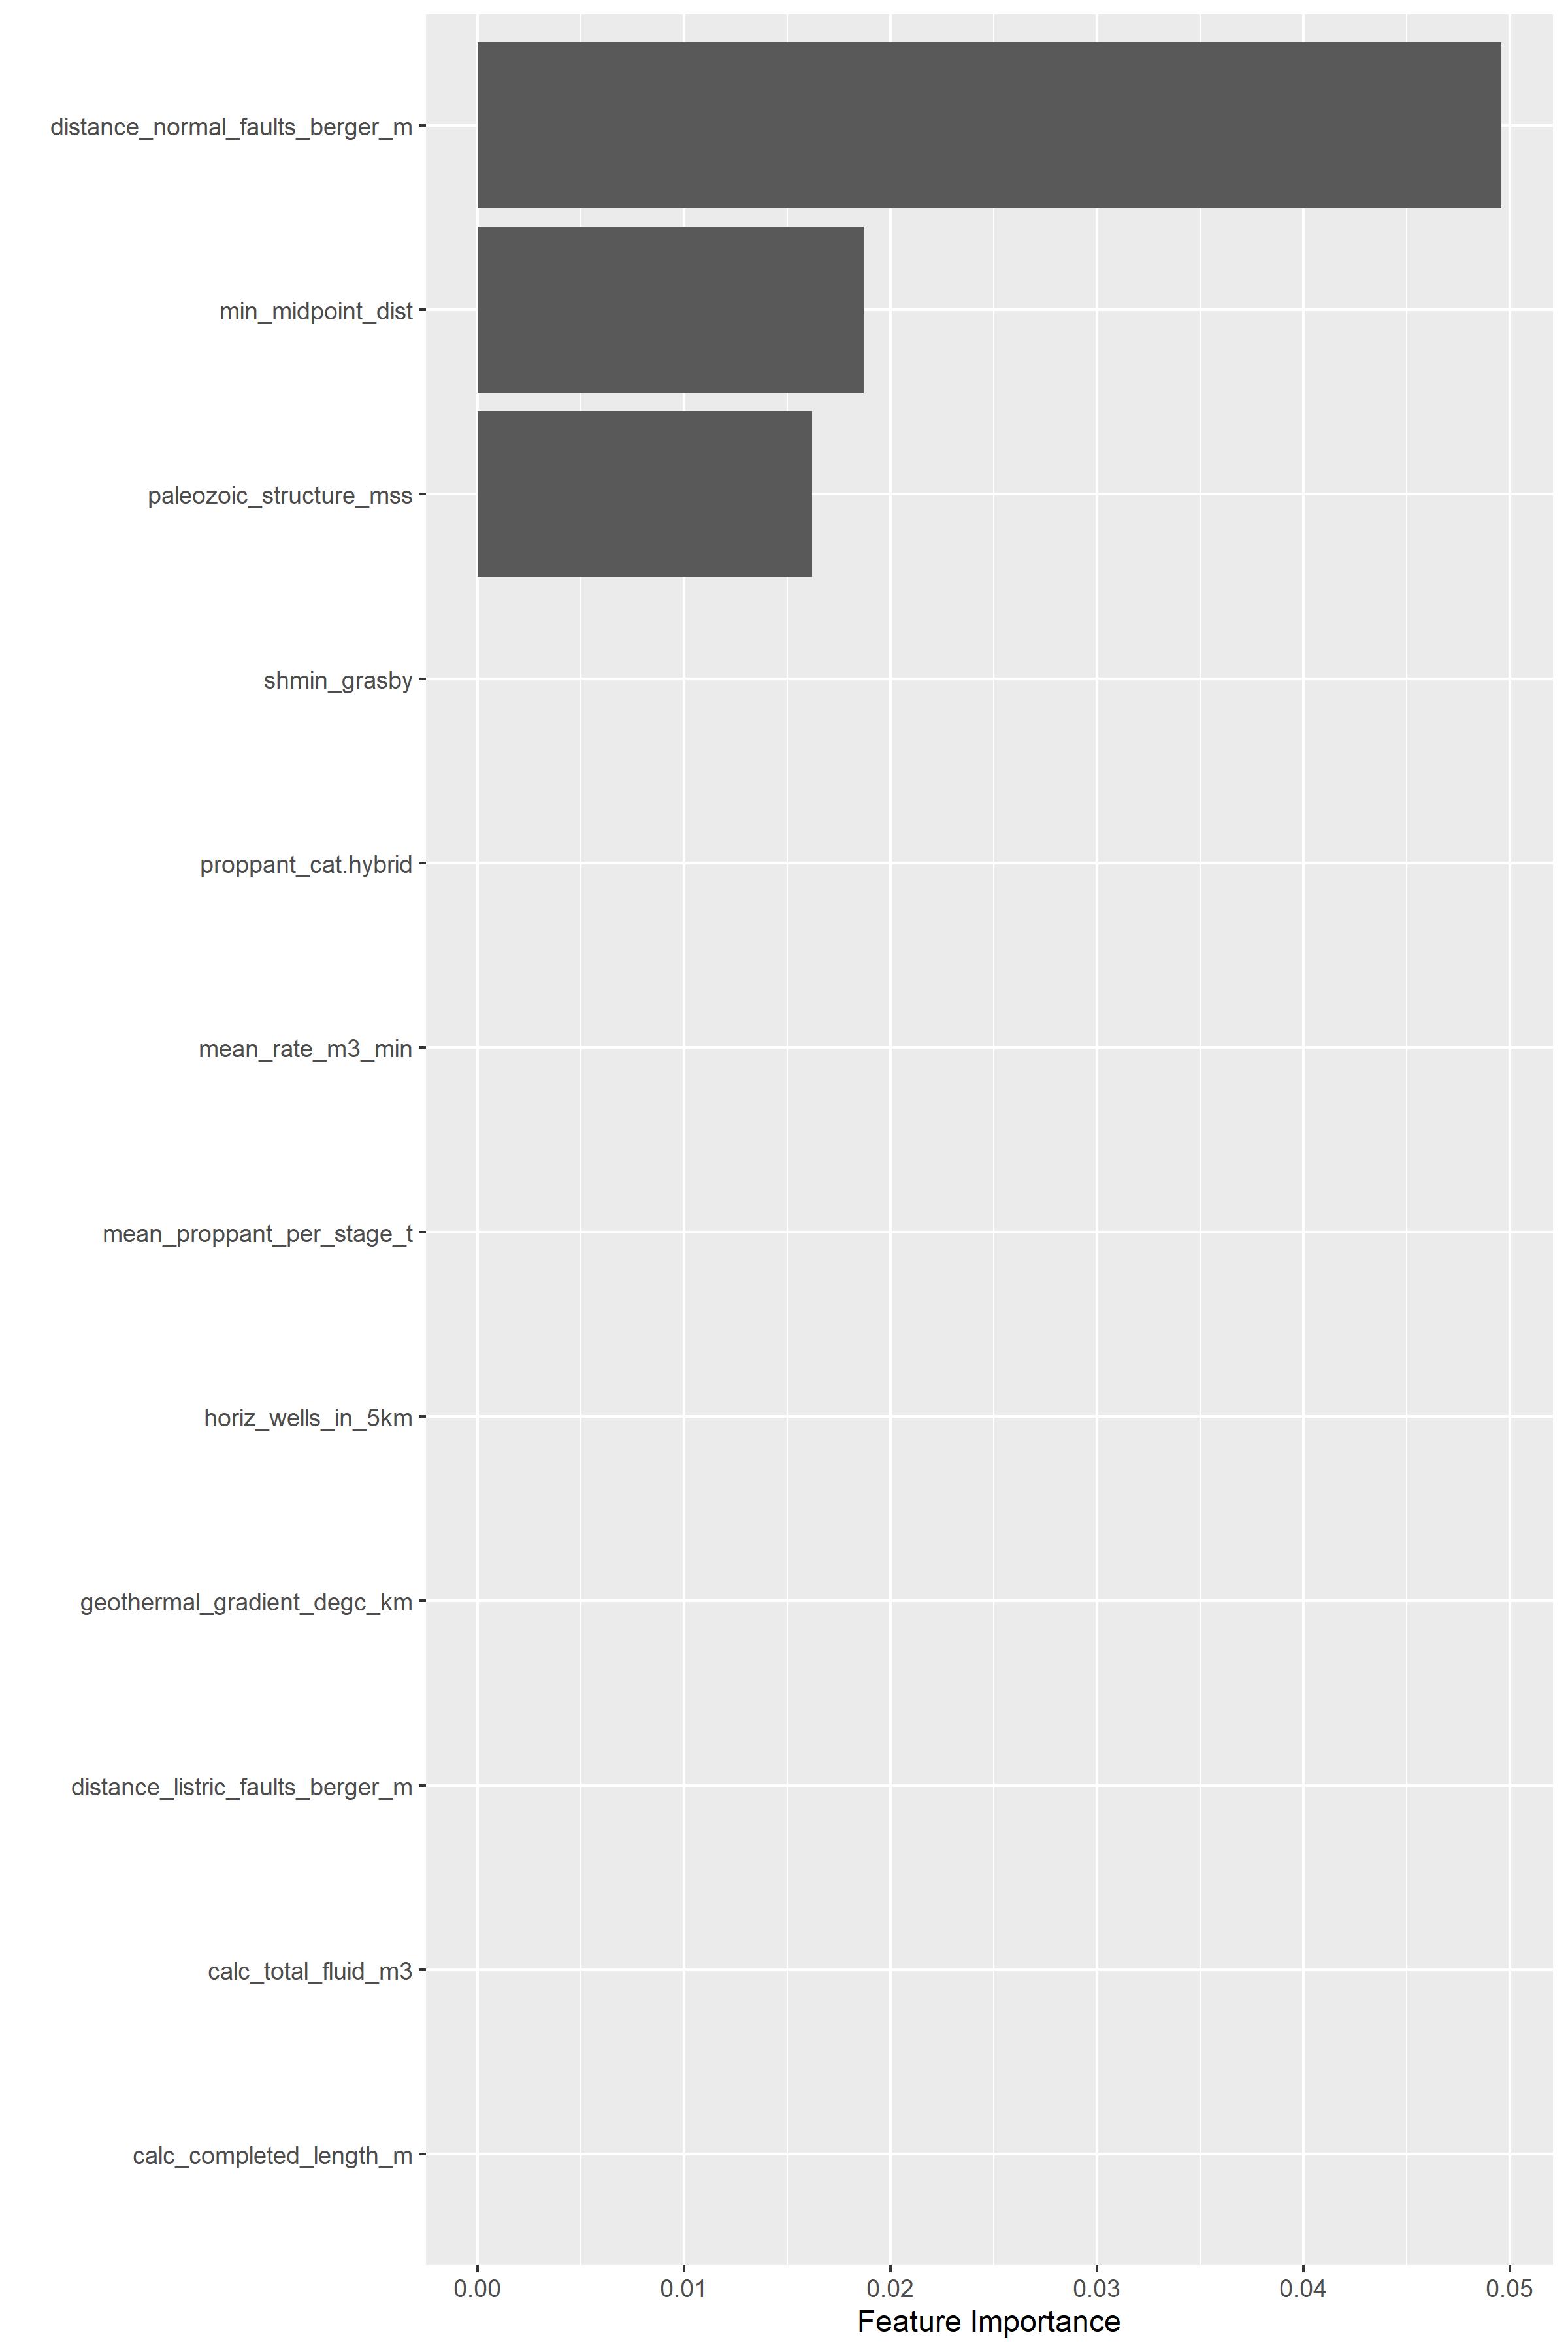 distance_normal_faults_berger_m
min_midpoint_dist
paleozoic_structure_mss
shmin_grasby
proppant_cat.hybrid
mean_rate_m3_min
mean_proppant_per_stage_t
horiz_wells_in_5km
geothermal_gradient_degc_km
distance_listric_faults_berger_m
calc_total_fluid_m3
calc_completed_length_m
0.00 0.01 0.02 0.03 0.04 0.05
Feature Importance